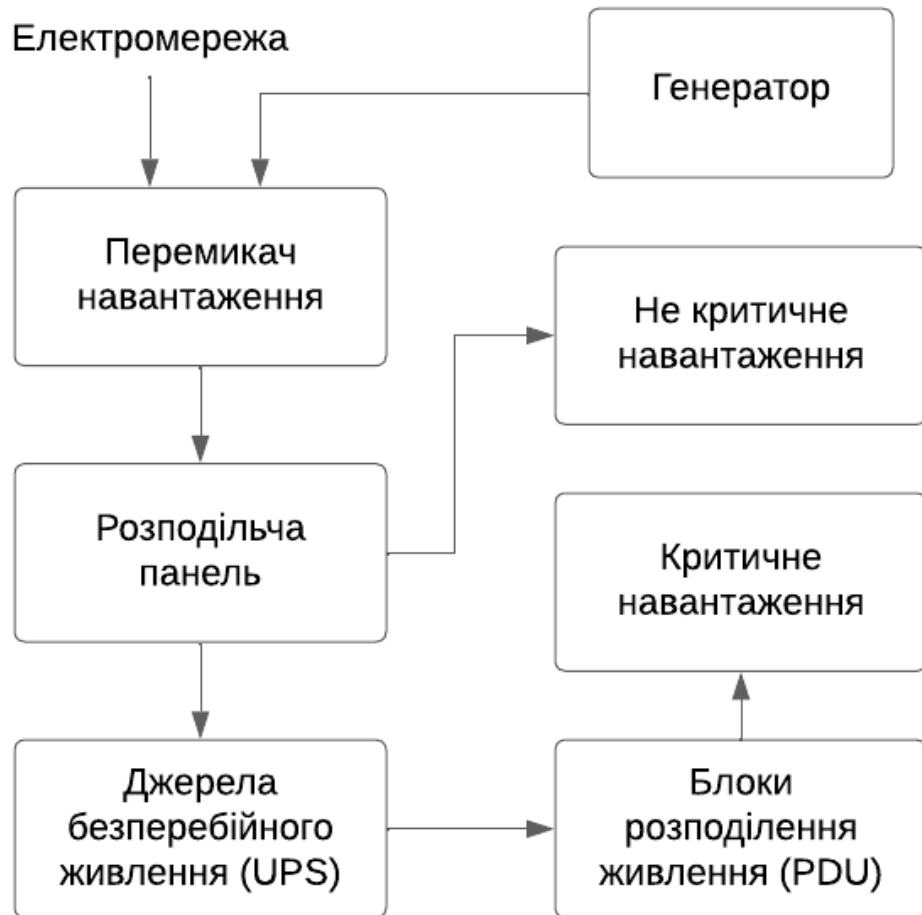 Електромережа
Генератор
Перемикач
навантаження
Не критичне
навантаження
Розподільча
панель
Критичне
навантаження
Джерела
безперебійного
живлення (UPS)
Блоки
розподілення
живлення (PDU)